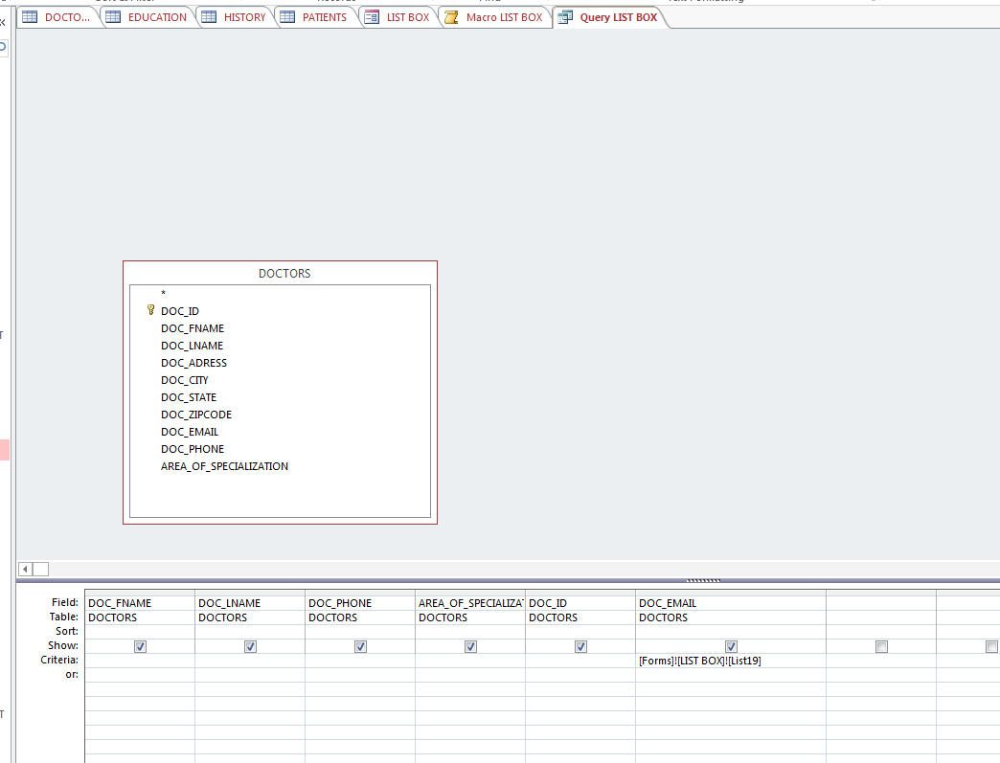 DOCTO... EDUCATION HISTORY PATIENTS LIST BOX Macro LIST BOX Query LIST BOX
DOCTORS
*
DOC_ID
DOC_FNAME
DOC_LNAME
DOC_ADRESS
DOC_CITY
DOC_STATE
DOC_ZIPCODE
DOC_EMAIL
DOC_PHONE
AREA_OF_SPECIALIZATION
Field: DOC_FNAME DOC_LNAME DOC_PHONE AREA_OF_SPECIALIZAT DOC_ID DOC_EMAIL
Table: DOCTORS DOCTORS DOCTORS DOCTORS DOCTORS DOCTORS
Sort:
Show:
Criteria: [Forms]![LIST BOX]![List19]
or: